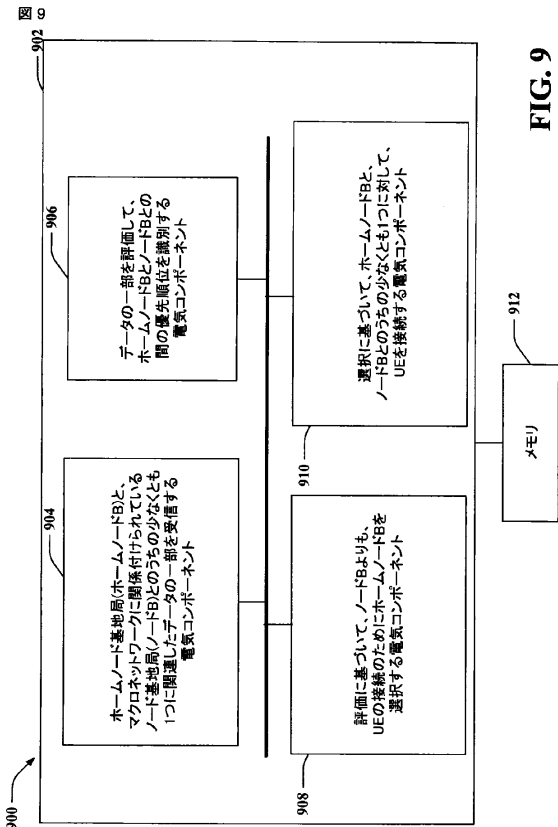 図9
900
902
904
ホームノード基地局(ホームノードB)と、
マクロネットワークに関係付けられている
ノード基地局(ノードB)とのうちの少なくとも
1つに関連したデータの一部を受信する
電気コンポーネント
906
データの一部を評価して、
ホームノードBとノードBとの
間の優先順位を識別する
電気コンポーネント
908
評価に基づいて、ノードBよりも、
UEの接続のためにホームノードBを
選択する電気コンポーネント
910
選択に基づいて、ホームノードBと、
ノードBとのうちの少なくとも1つに対して、
UEを接続する電気コンポーネント
912
メモリ
FIG. 9